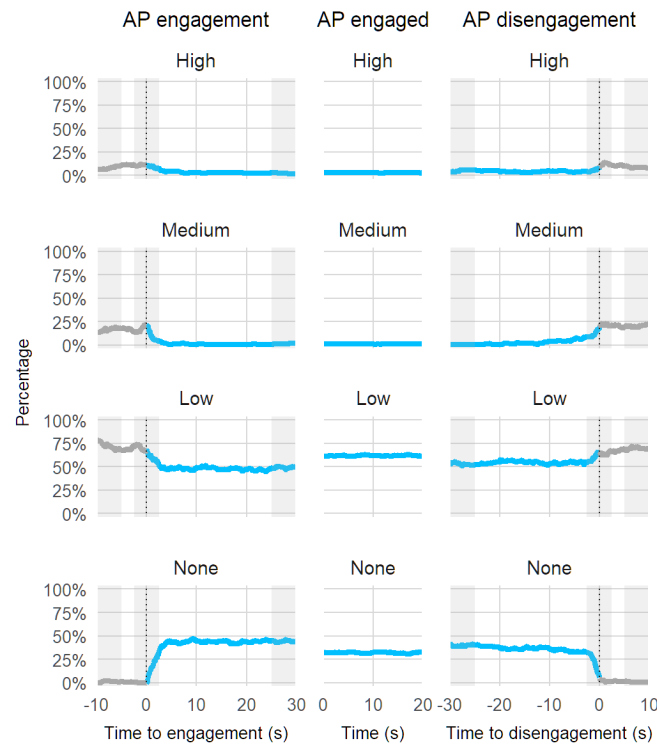 AP engagement AP engaged AP disengagement
High High High
100%
75%
50%
25%
0%
Medium Medium Medium
100%
75%
50%
25%
0%
Percentage
Low Low Low
100%
75%
50%
25%
0%
None None None
100%
75%
50%
25%
0%
-10 0 10 20 30 0 10 20 -30 -20 -10 0 10
Time to engagement (s) Time (s) Time to disengagement (s)